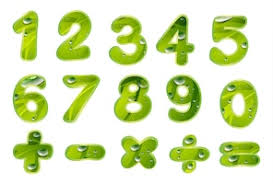 1 2 3 4 5
6 7 8 9 0
+ - × ÷ =